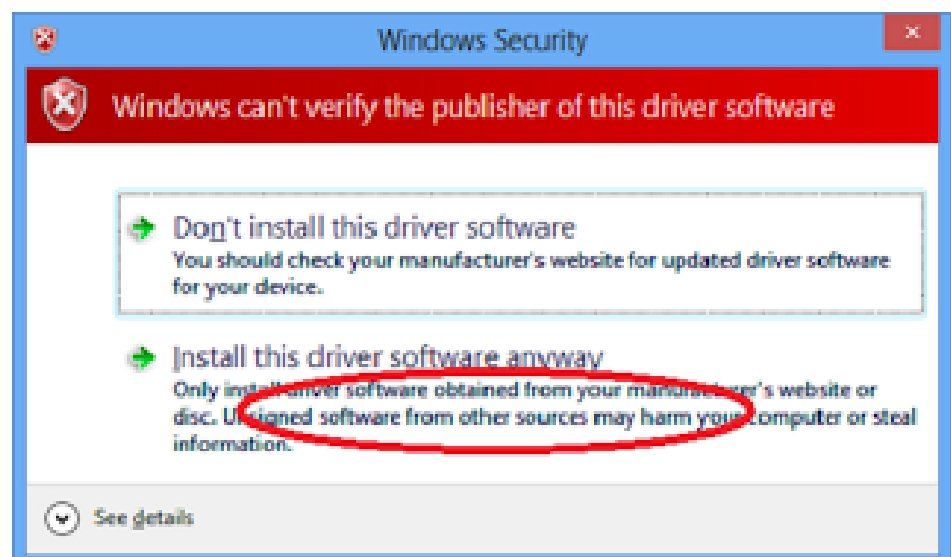 Windows Security
Windows can't verify the publisher of this driver software
Don't install this driver software
You should check your manufacturer's website for updated driver software
for your device.
Install this driver software anyway
Only install driver software obtained from your manufacturer's website or
disc. Unsigned software from other sources may harm your computer or steal
information.
See details